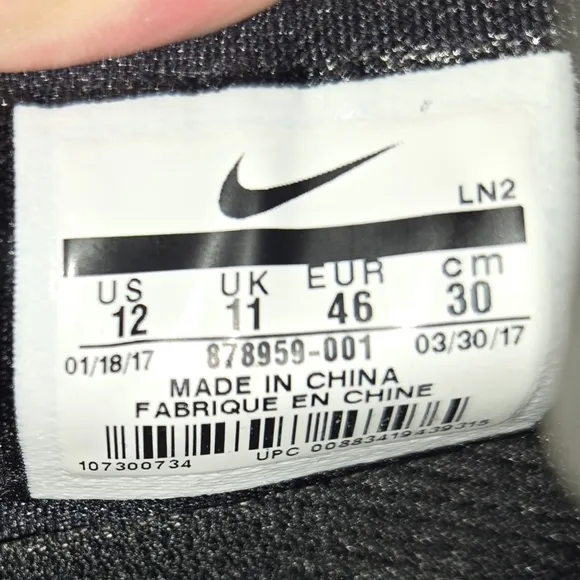 LN2
US UK EUR cm
12 11 46 30
01/18/17 878959-001 03/30/17
MADE IN CHINA
FABRIQUE EN CHINE
107300734 UPC 00883419439315